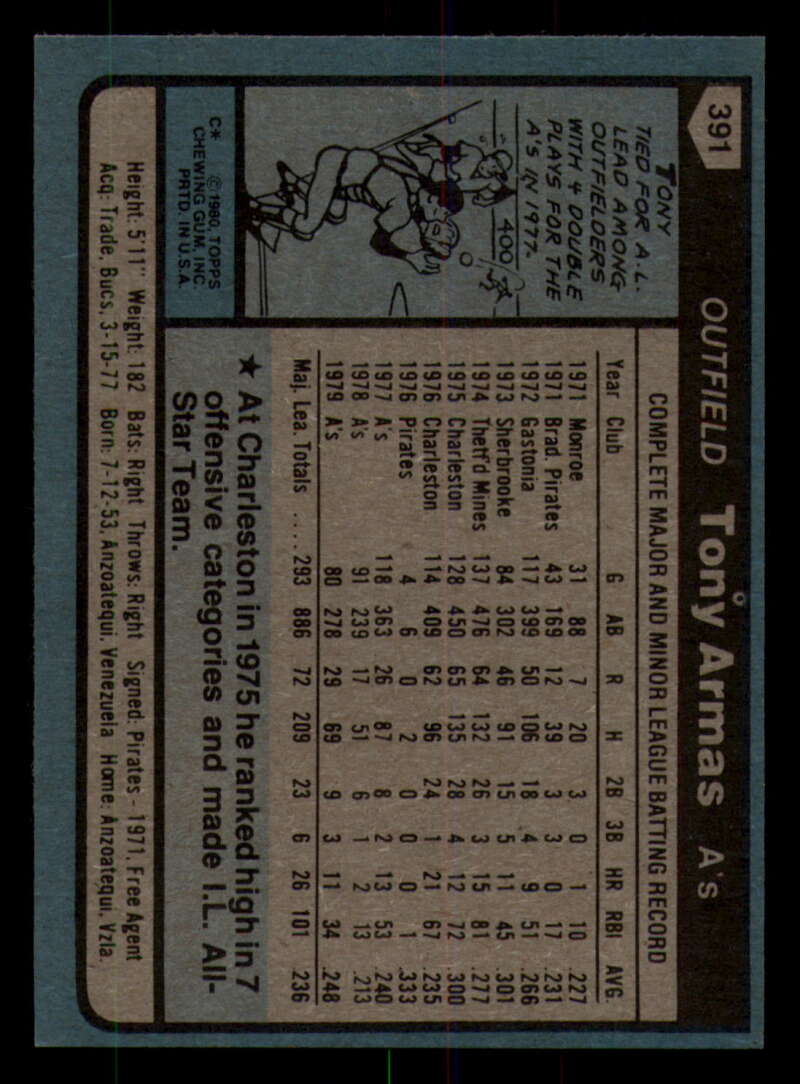 391
OUTFIELD Tony Armas A's
TONY
TIED FOR A.L.
LEAD AMONG
OUTFIELDERS
WITH 4 DOUBLE
PLAYS FOR THE
A'S IN 1977.
400
C* © 1980, TOPPS
CHEWING GUM, INC.
PRTD. IN U.S.A.
COMPLETE MAJOR AND MINOR LEAGUE BATTING RECORD
Year Club G AB R H 2B 3B HR RBI AVG.
1971 Monroe 31 88 7 20 3 0 1 10 .227
1971 Brad. Pirates 43 169 12 39 3 3 0 17 .231
1972 Gastonia 117 399 50 106 18 4 9 51 .266
1973 Sherbrooke 84 302 46 91 15 5 11 45 .301
1974 Thetf'd Mines 137 476 64 132 26 3 15 81 .277
1975 Charleston 128 450 65 135 28 4 12 72 .300
1976 Charleston 114 409 62 96 24 1 21 67 .235
1976 Pirates 4 6 0 2 0 0 0 1 .333
1977 A's 118 363 26 87 8 2 13 53 .240
1978 A's 91 239 17 51 6 1 2 13 .213
1979 A's 80 278 29 69 9 3 11 34 .248
Maj. Lea. Totals .... 293 886 72 209 23 6 26 101 .236
★ At Charleston in 1975 he ranked high in 7
offensive categories and made I.L. All-
Star Team.
Height: 5'11" Weight: 182 Bats: Right Throws: Right Signed: Pirates - 1971, Free Agent
Acq: Trade, Bucs, 3-15-77 Born: 7-12-53, Anzoatequi, Venezuela Home: Anzoatequi, Vzla.